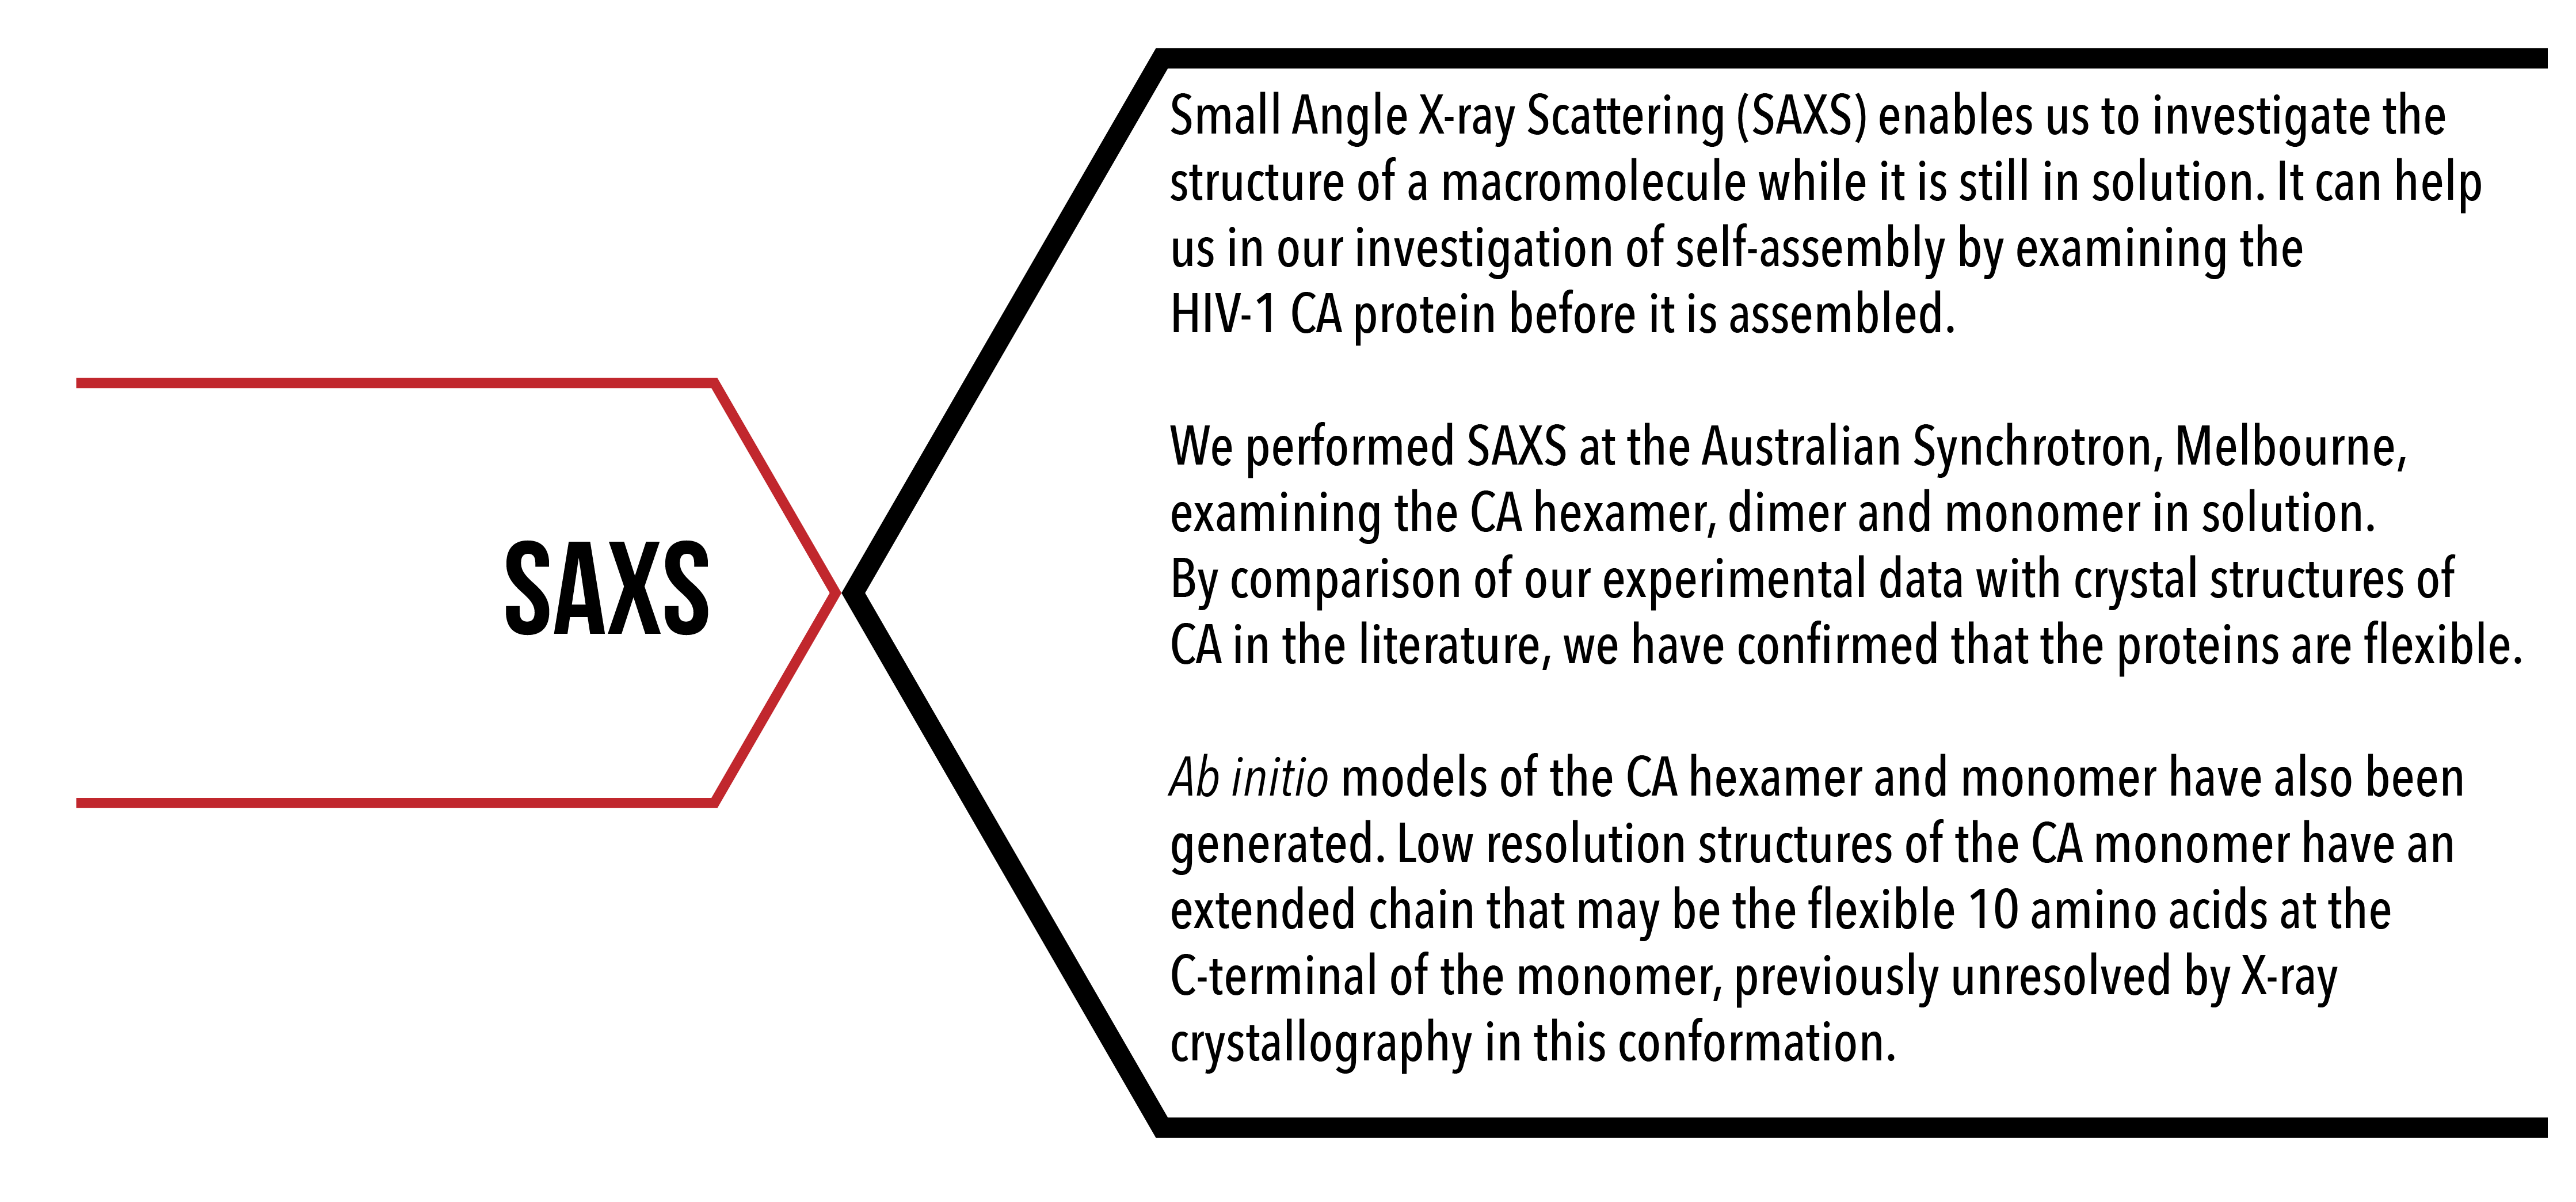 SAXS
Small Angle X-ray Scattering (SAXS) enables us to investigate the
structure of a macromolecule while it is still in solution. It can help
us in our investigation of self-assembly by examining the
HIV-1 CA protein before it is assembled.
We performed SAXS at the Australian Synchrotron, Melbourne,
examining the CA hexamer, dimer and monomer in solution.
By comparison of our experimental data with crystal structures of
CA in the literature, we have confirmed that the proteins are flexible.
Ab initio models of the CA hexamer and monomer have also been
generated. Low resolution structures of the CA monomer have an
extended chain that may be the flexible 10 amino acids at the
C-terminal of the monomer, previously unresolved by X-ray
crystallography in this conformation.